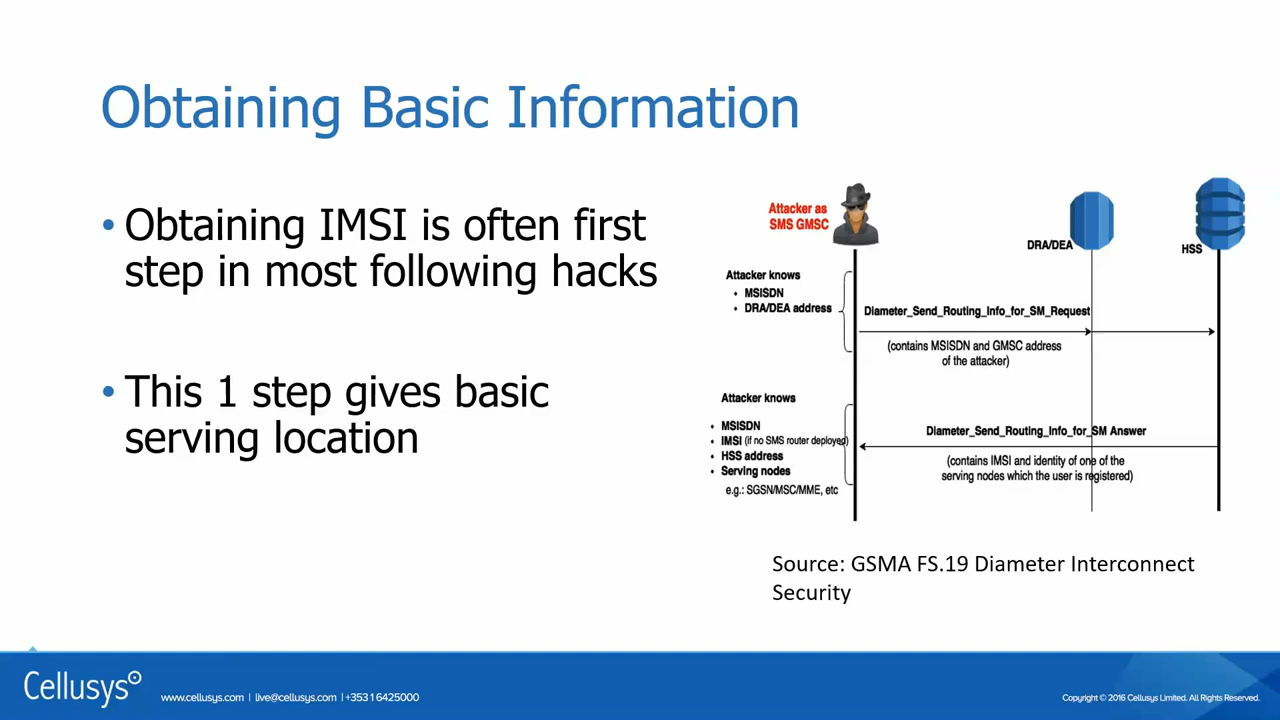 Obtaining Basic Information
• Obtaining IMSI is often first
step in most following hacks
• This 1 step gives basic
serving location
Attacker as
SMS GMSC
DRA/DEA
HSS
Attacker knows
• MSISDN
• DRA/DEA address
Diameter_Send_Routing_Info_for_SM_Request
(contains MSISDN and GMSC address
of the attacker)
Attacker knows
• MSISDN
• IMSI (if no SMS router deployed)
• HSS address
• Serving nodes
e.g.: SGSN/MSC/MME, etc
Diameter_Send_Routing_Info_for_SM Answer
(contains IMSI and identity of one of the
serving nodes which the user is registered)
Source: GSMA FS.19 Diameter Interconnect
Security
Cellusys
www.cellusys.com | live@cellusys.com | +353 1 6425000
Copyright © 2016 Cellusys Limited. All Rights Reserved.